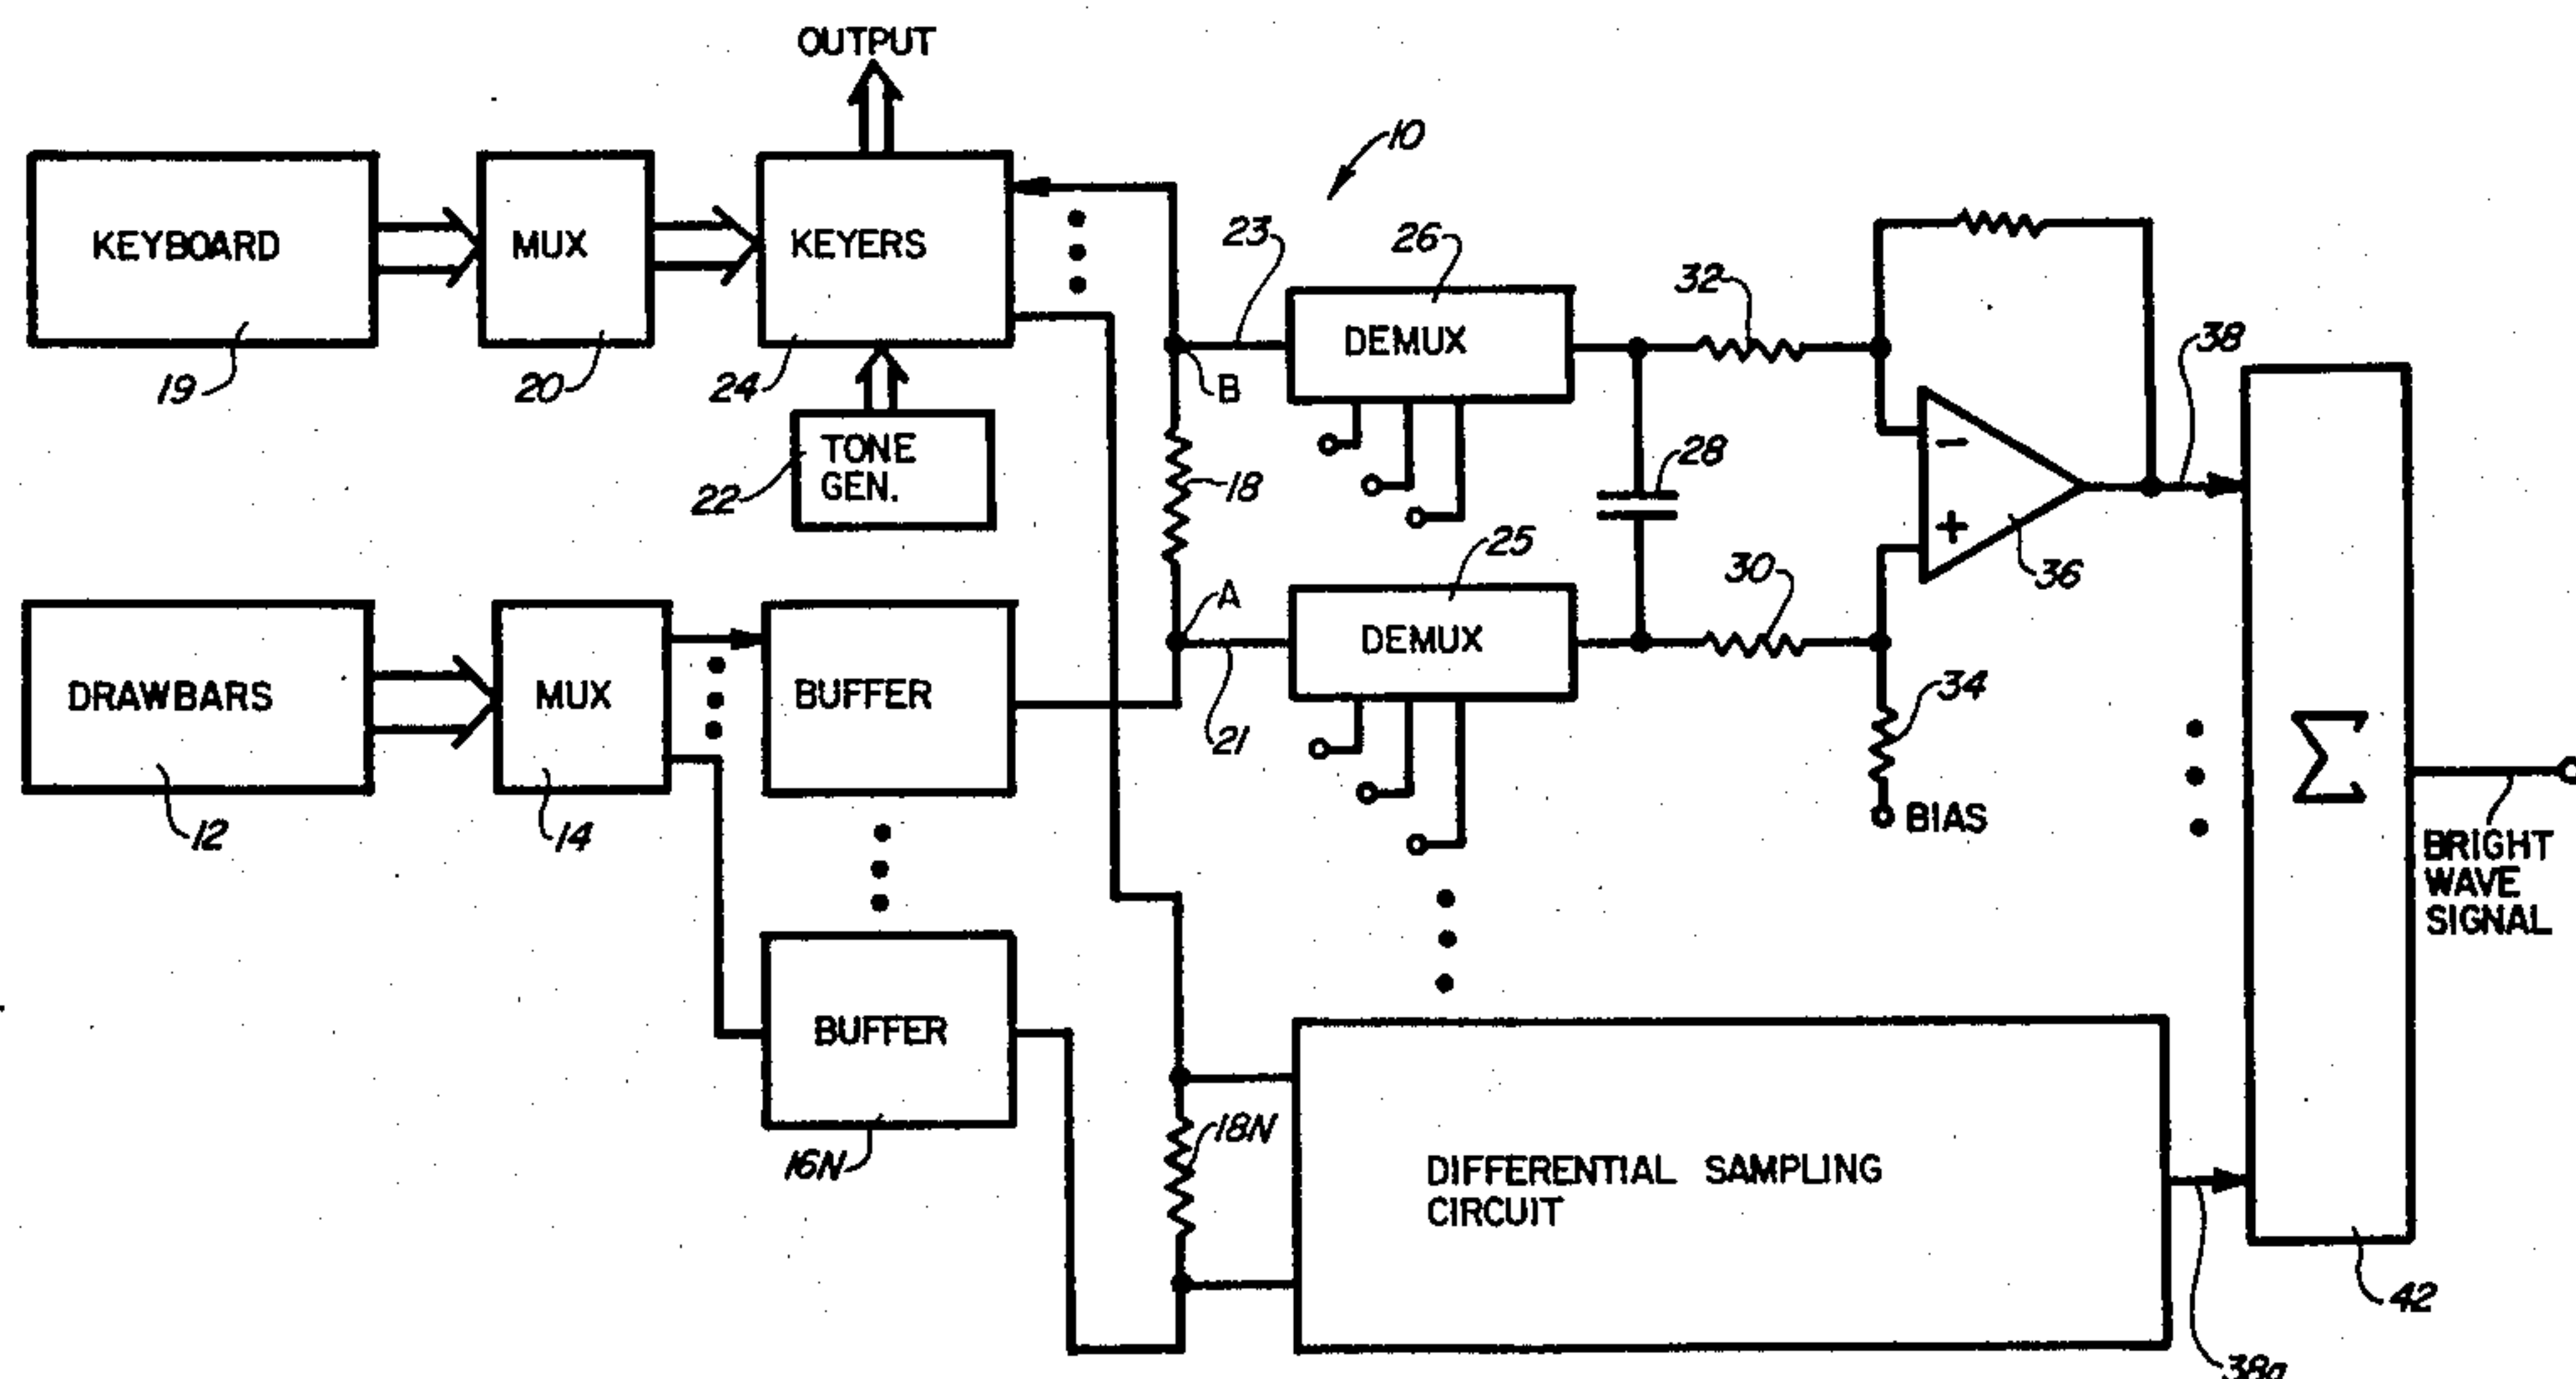 OUTPUT
10
KEYBOARD
MUX
KEYERS
23
26
32
DEMUX
38
19
20
24
B
TONE
GEN.
22
18
28
−
+
36
25
A
30
DEMUX
DRAWBARS
MUX
BUFFER
21
34
Σ
12
14
BIAS
BRIGHT
WAVE
SIGNAL
BUFFER
16N
18N
DIFFERENTIAL SAMPLING
CIRCUIT
42
38a